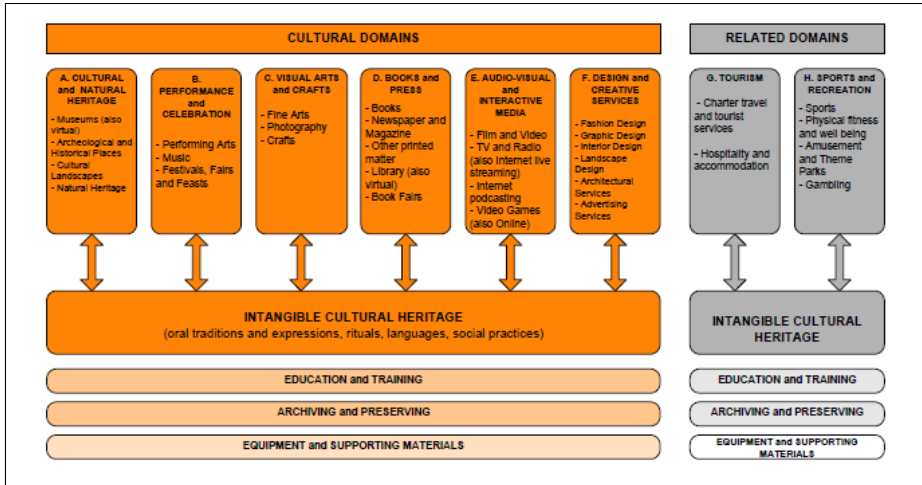 CULTURAL DOMAINS
RELATED DOMAINS
A. CULTURAL
and NATURAL
HERITAGE
- Museums (also
virtual)
- Archeological and
Historical Places
- Cultural
Landscapes
- Natural Heritage
B.
PERFORMANCE
and
CELEBRATION
- Performing Arts
- Music
- Festivals, Fairs
and Feasts
C. VISUAL ARTS
and CRAFTS
- Fine Arts
- Photography
- Crafts
D. BOOKS and
PRESS
- Books
- Newspaper and
Magazine
- Other printed
matter
- Library (also
virtual)
- Book Fairs
E. AUDIO-VISUAL
and
INTERACTIVE
MEDIA
- Film and Video
- TV and Radio
(also Internet live
streaming)
- Internet
podcasting
- Video Games
(also Online)
F. DESIGN and
CREATIVE
SERVICES
- Fashion Design
- Graphic Design
- Interior Design
- Landscape
Design
- Architectural
Services
- Advertising
Services
G. TOURISM
- Charter travel
and tourist
services
- Hospitality and
accommodation
H. SPORTS and
RECREATION
- Sports
- Physical fitness
and well being
- Amusement and
Theme
Parks
- Gambling
INTANGIBLE CULTURAL HERITAGE
(oral traditions and expressions, rituals, languages, social practices)
INTANGIBLE CULTURAL
HERITAGE
EDUCATION and TRAINING
EDUCATION and TRAINING
ARCHIVING and PRESERVING
ARCHIVING and PRESERVING
EQUIPMENT and SUPPORTING MATERIALS
EQUIPMENT and SUPPORTING
MATERIALS